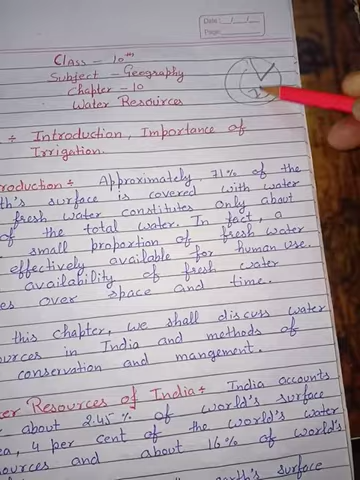 Date : / /
Page:
Class - 10th
Subject - Geography
Chapter - 10
Water Resources
÷ Introduction, Importance of
Irrigation.
roduction ÷ Approximately 71% of the
th's surface is covered with water
fresh water constitutes only about
of the total water. In fact, a
small proportion of fresh water
effectively available for human use.
availability of fresh water
es over space and time.
this chapter, we shall discuss water
ources in India and methods of
conservation and mangement.
er Resources of India ÷ India accounts
about 2.45% of world's surface
ea, 4 per cent of the world's water
sources and about 16% of world's
earth's surface